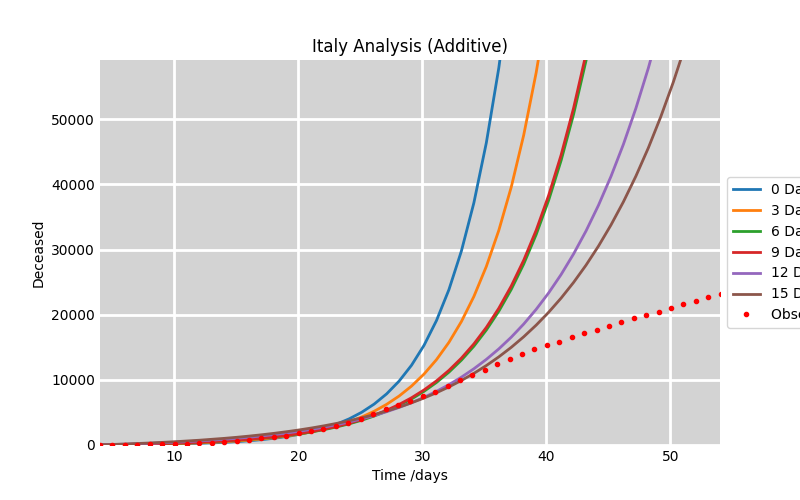 Italy Analysis (Additive)
Deceased
50000
40000
30000
20000
10000
0
10
20
30
40
50
Time /days
0 Da
3 Da
6 Da
9 Da
12 D
15 D
Obse